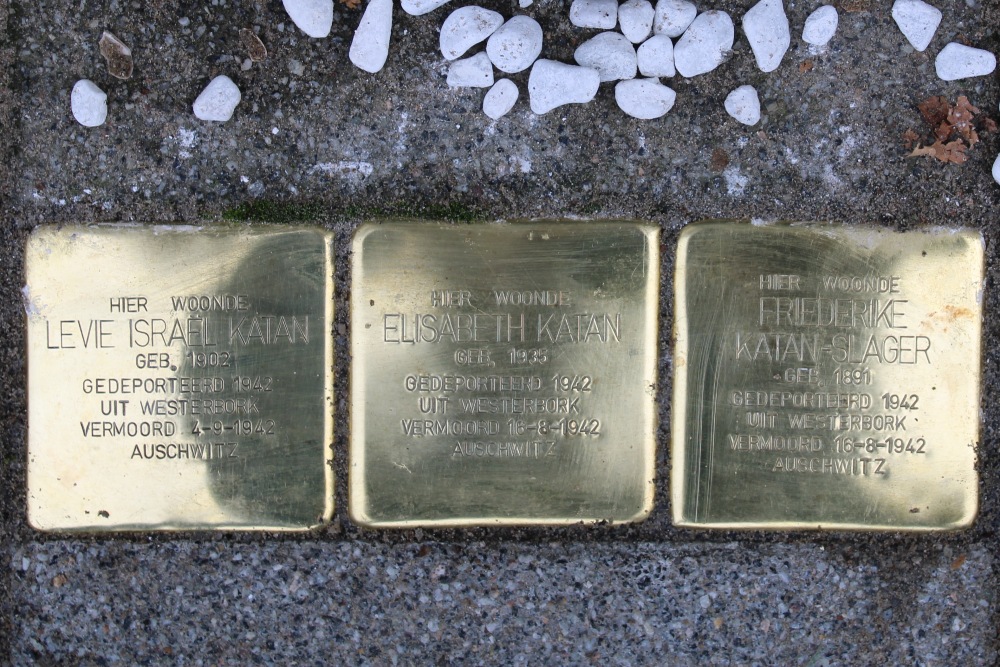 HIER WOONDE
LEVIE ISRAËL KATAN
GEB. 1902
GEDEPORTEERD 1942
UIT WESTERBORK
VERMOORD 4-9-1942
AUSCHWITZ
HIER WOONDE
ELISABETH KATAN
GEB. 1935
GEDEPORTEERD 1942
UIT WESTERBORK
VERMOORD 16-8-1942
AUSCHWITZ
HIER WOONDE
FRIEDERIKE
KATAN-SLAGER
GEB. 1891
GEDEPORTEERD 1942
UIT WESTERBORK
VERMOORD 16-8-1942
AUSCHWITZ